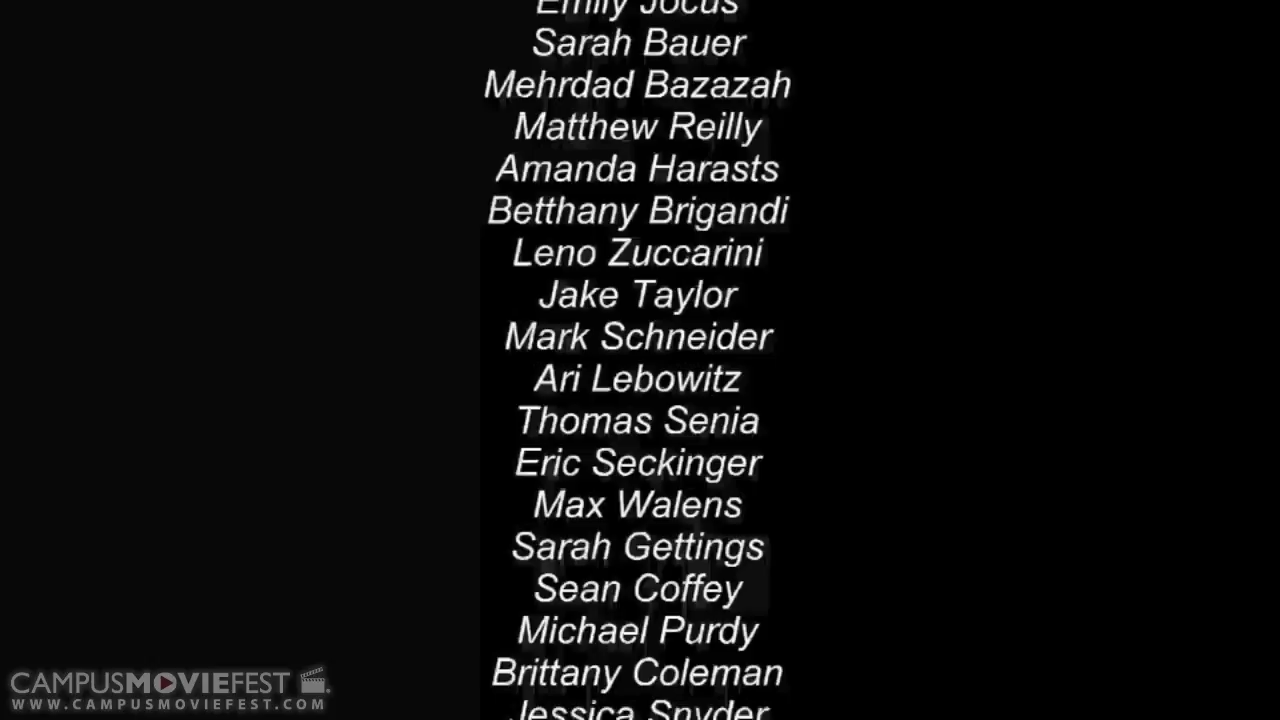 Emily Jocus
Sarah Bauer
Mehrdad Bazazah
Matthew Reilly
Amanda Harasts
Betthany Brigandi
Leno Zuccarini
Jake Taylor
Mark Schneider
Ari Lebowitz
Thomas Senia
Eric Seckinger
Max Walens
Sarah Gettings
Sean Coffey
Michael Purdy
Brittany Coleman
Jessica Snyder
CAMPUSMOVIEFEST
WWW.CAMPUSMOVIEFEST.COM